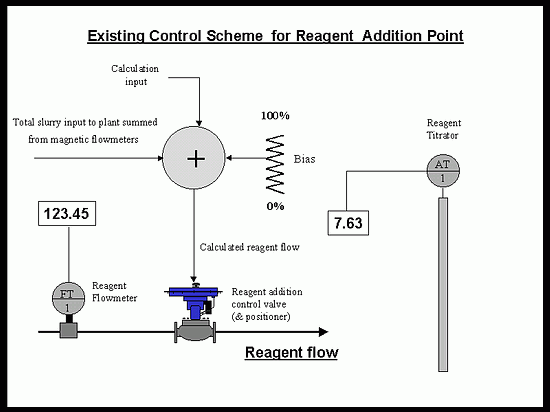 Existing Control Scheme for Reagent Addition Point
Calculation
input
100%
Total slurry input to plant summed
from magnetic flowmeters
+
Bias
0%
Reagent
Titrator
AT
1
7.63
123.45
Calculated reagent flow
FT
1
Reagent
Flowmeter
Reagent addition
control valve
(& positioner)
Reagent flow